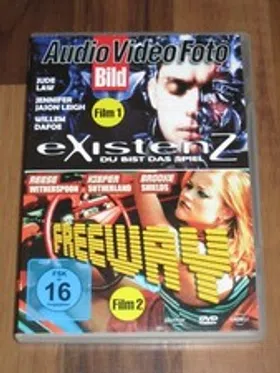 Audio Video Foto
Bild
JUDE
LAW
JENNIFER
JASON LEIGH
WILLEM
DAFOE
Film 1
eXistenZ
DU BIST DAS SPIEL
REESE WITHERSPOON
KIEFER SUTHERLAND
BROOKE SHIELDS
FREEWAY
FSK
16
Film 2
DVD